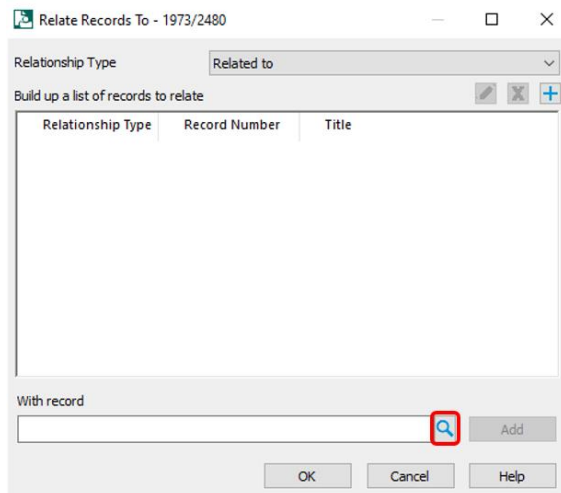 Relate Records To - 1973/2480
Relationship Type Related to
Build up a list of records to relate
Relationship Type Record Number Title
With record
Add
OK Cancel Help